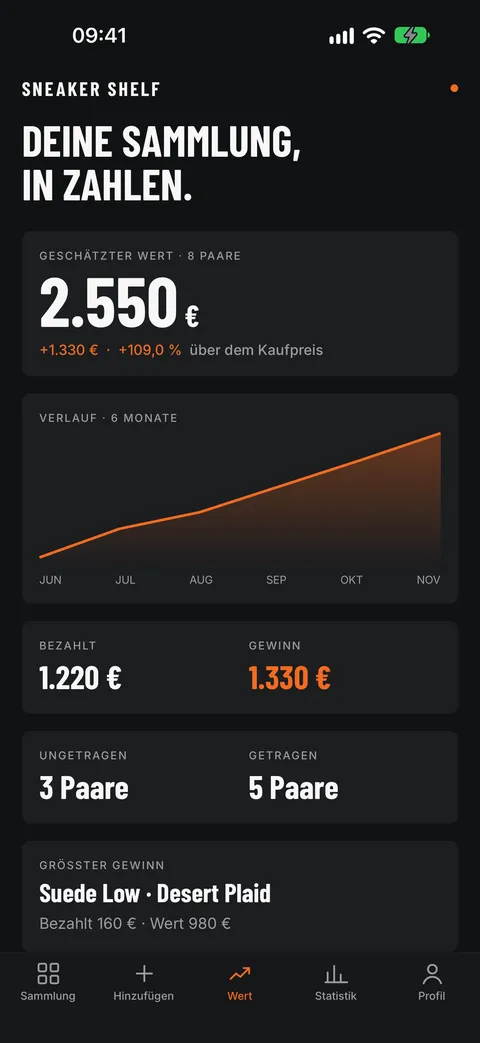 09:41
SNEAKER SHELF
DEINE SAMMLUNG,
IN ZAHLEN.
GESCHÄTZTER WERT · 8 PAARE
2.550 €
+1.330 € · +109,0 % über dem Kaufpreis
VERLAUF · 6 MONATE
JUN JUL AUG SEP OKT NOV
BEZAHLT GEWINN
1.220 € 1.330 €
UNGETRAGEN GETRAGEN
3 Paare 5 Paare
GRÖSSTER GEWINN
Suede Low · Desert Plaid
Bezahlt 160 € · Wert 980 €
Sammlung Hinzufügen Wert Statistik Profil